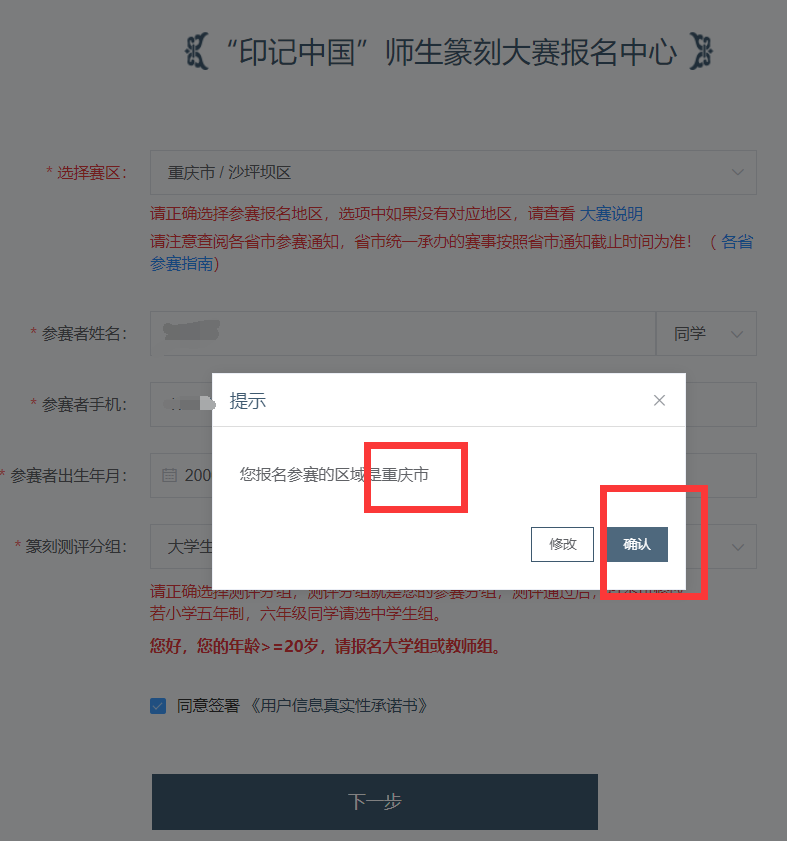 “印记中国”师生篆刻大赛报名中心
* 选择赛区：
重庆市 / 沙坪坝区
请正确选择参赛报名地区，选项中如果没有对应地区，请查看 大赛说明
请注意查阅各省市参赛通知，省市统一承办的赛事按照省市通知截止时间为准！（ 各省
参赛指南）
* 参赛者姓名：
同学
* 参赛者手机：
提示
* 参赛者出生年月：
200
您报名参赛的区域是重庆市
修改
确认
* 篆刻测评分组：
大学生
请正确选择测评分组，测评分组就是您的参赛分组，测评通过后，
若小学五年制，六年级同学请选中学生组。
您好，您的年龄>=20岁，请报名大学组或教师组。
同意签署 《用户信息真实性承诺书》
下一步